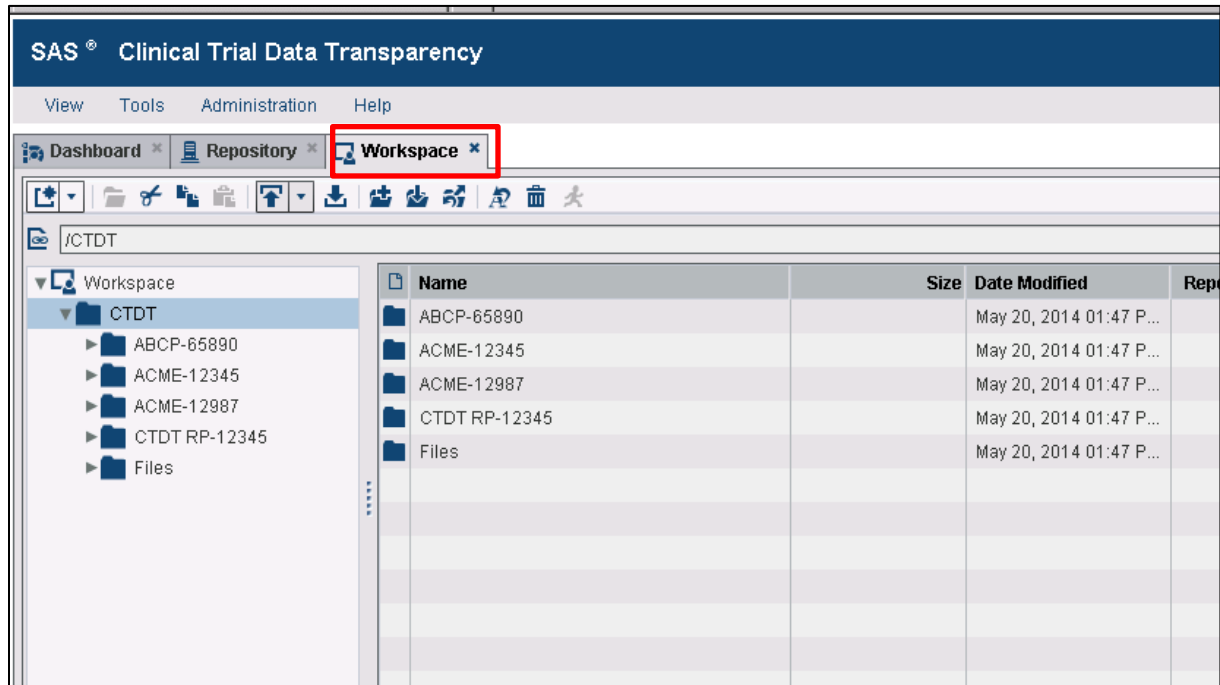 SAS ® Clinical Trial Data Transparency
View Tools Administration Help
Dashboard Repository Workspace
/CTDT
Workspace
CTDT
ABCP-65890
ACME-12345
ACME-12987
CTDT RP-12345
Files
Name Size Date Modified Repo
ABCP-65890 May 20, 2014 01:47 P...
ACME-12345 May 20, 2014 01:47 P...
ACME-12987 May 20, 2014 01:47 P...
CTDT RP-12345 May 20, 2014 01:47 P...
Files May 20, 2014 01:47 P...